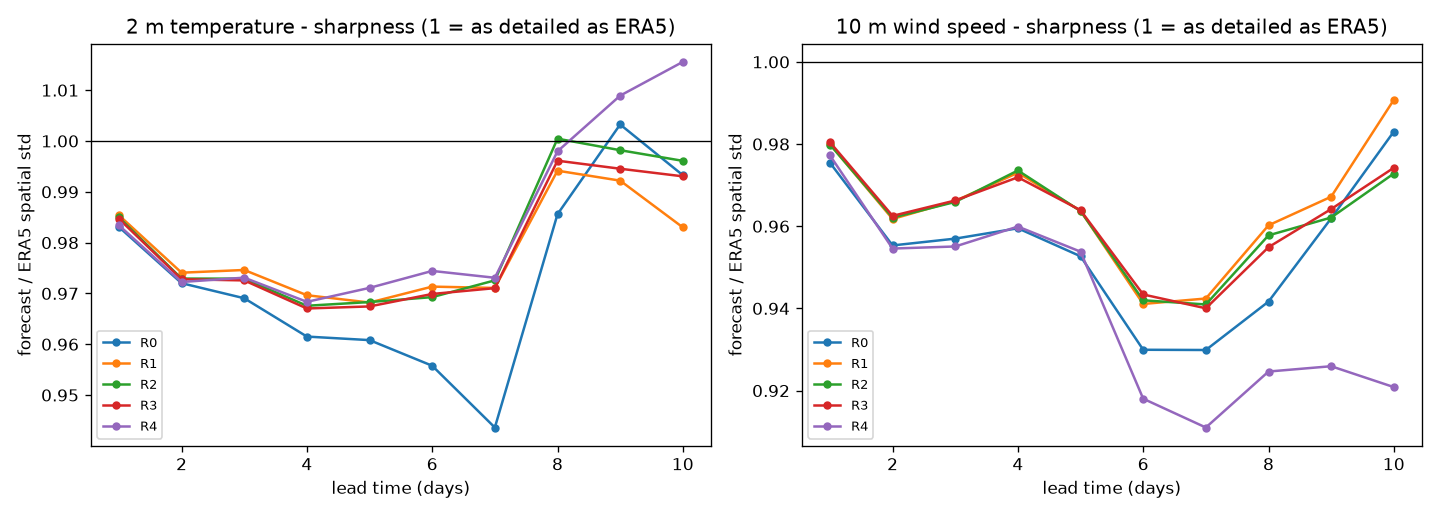 2 m temperature - sharpness (1 = as detailed as ERA5)
forecast / ERA5 spatial std
1.01
1.00
0.99
0.98
0.97
0.96
0.95
R0
R1
R2
R3
R4
2 4 6 8 10
lead time (days)
10 m wind speed - sharpness (1 = as detailed as ERA5)
forecast / ERA5 spatial std
1.00
0.98
0.96
0.94
0.92
R0
R1
R2
R3
R4
2 4 6 8 10
lead time (days)